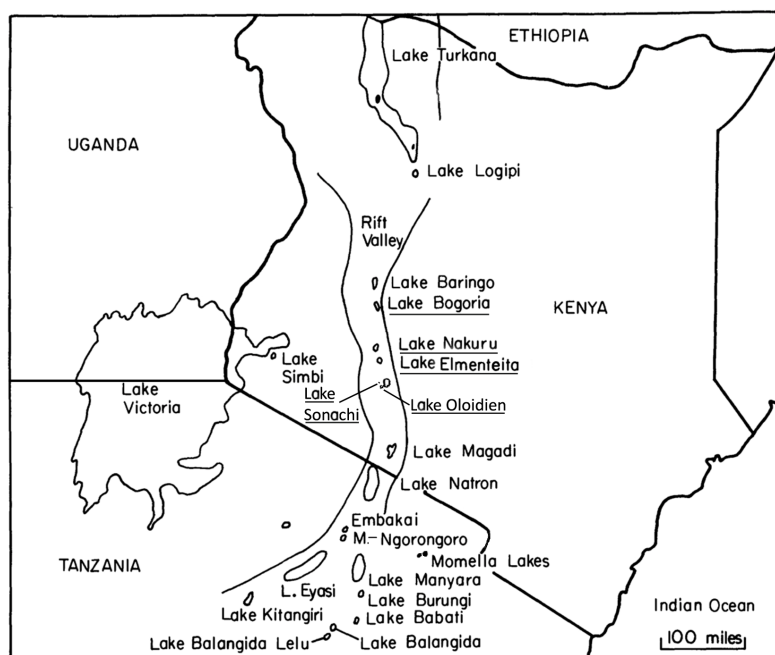 ETHIOPIA
Lake Turkana
UGANDA
Lake Logipi
Rift
Valley
Lake Baringo
Lake Bogoria
KENYA
Lake Nakuru
Lake Elmenteita
Lake
Simbi
Lake
Victoria
Lake
Sonachi
Lake Oloidien
Lake Magadi
Lake Natron
Embakai
M.-Ngorongoro
Momella Lakes
TANZANIA
Lake Manyara
L. Eyasi
Lake Burungi
Lake Kitangiri
Lake Babati
Indian Ocean
Lake Balangida Lelu
Lake Balangida
100 miles